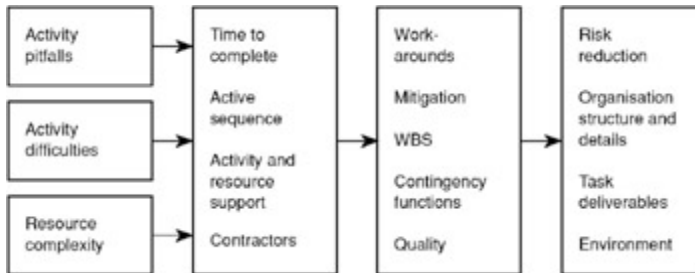 Activity
pitfalls
Activity
difficulties
Resource
complexity
Time to
complete
Active
sequence
Activity and
resource
support
Contractors
Work-
arounds
Mitigation
WBS
Contingency
functions
Quality
Risk
reduction
Organisation
structure and
details
Task
deliverables
Environment